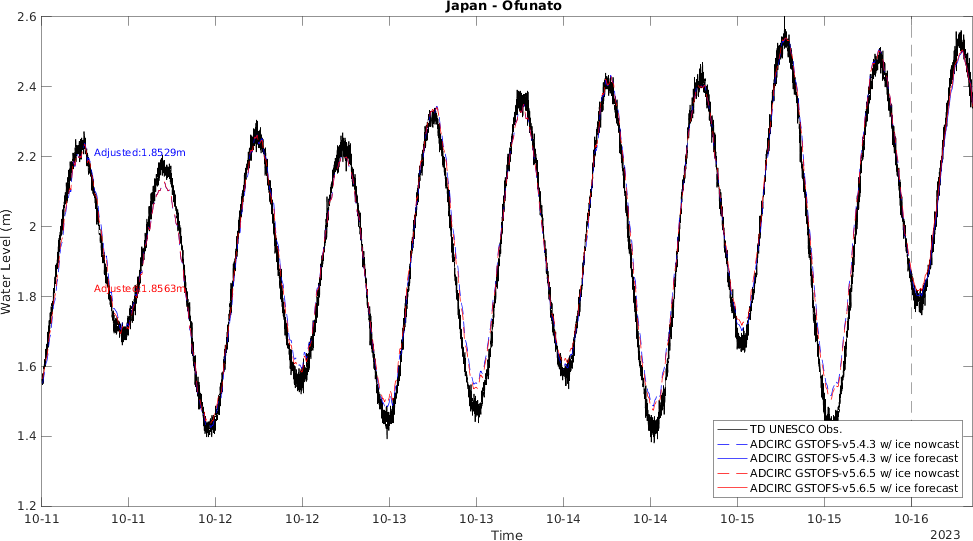 Japan - Ofunato
Water Level (m)
2.6
2.4
2.2
2
1.8
1.6
1.4
1.2
Adjusted:1.8529m
Adjusted:1.8563m
TD UNESCO Obs.
ADCIRC GSTOFS-v5.4.3 w/ ice nowcast
ADCIRC GSTOFS-v5.4.3 w/ ice forecast
ADCIRC GSTOFS-v5.6.5 w/ ice nowcast
ADCIRC GSTOFS-v5.6.5 w/ ice forecast
10-11 10-11 10-12 10-12 10-13 10-13 10-14 10-14 10-15 10-15 10-16
Time
2023